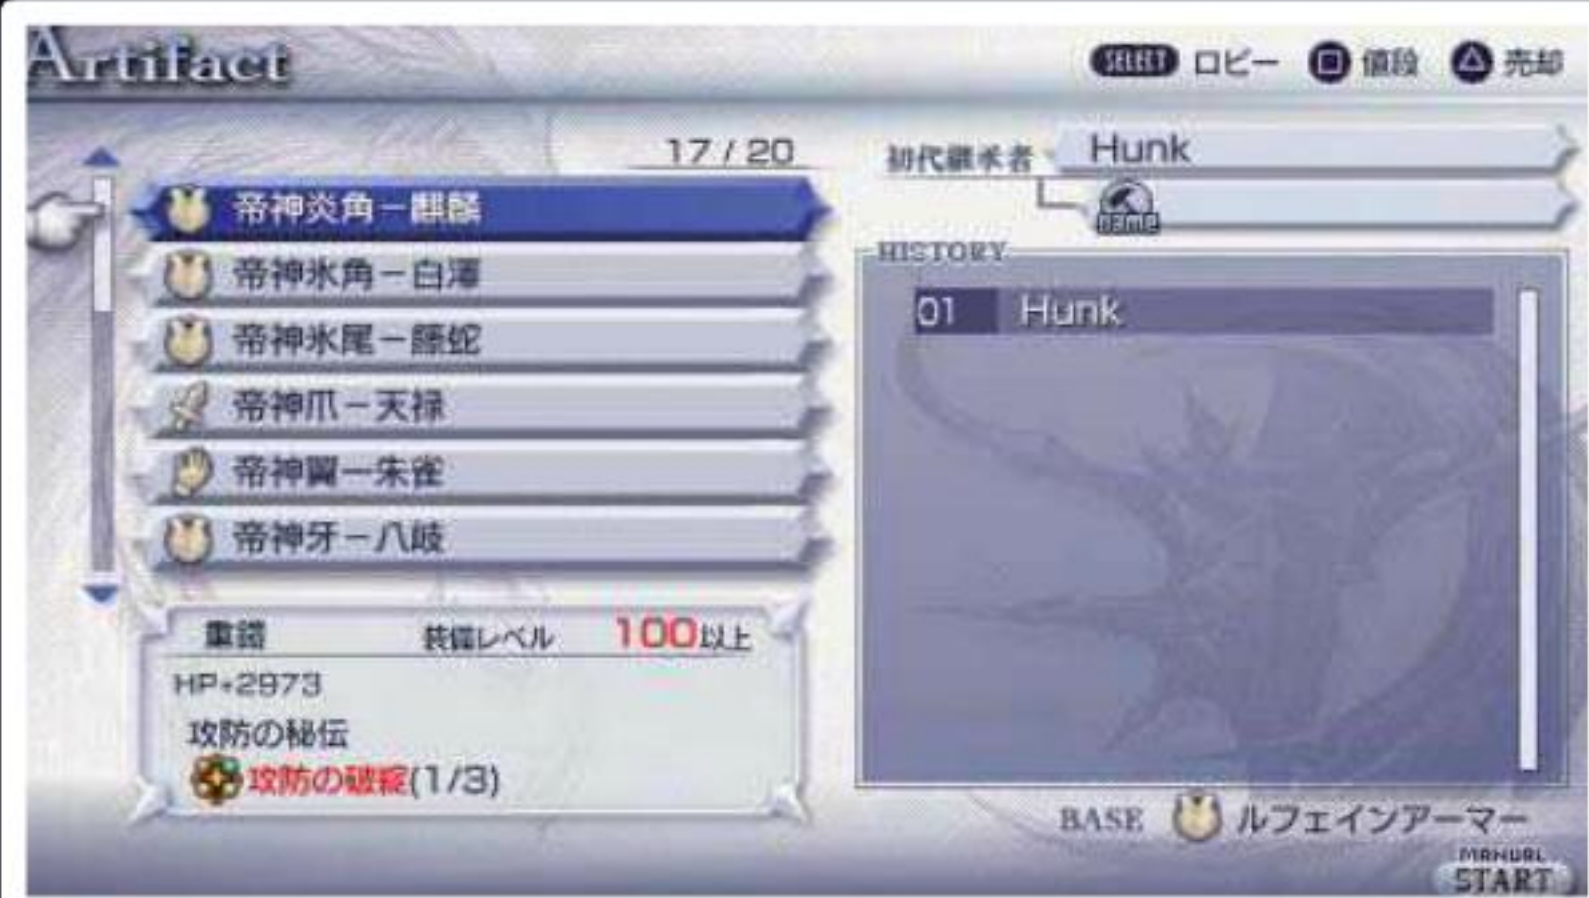 Artifact
SELECT ロビー 値段 売却
17/20
帝神炎角－麒麟
帝神氷角－白澤
帝神氷尾－藤蛇
帝神爪－天禄
帝神翼－朱雀
帝神牙－八岐
重鎧 装備レベル 100以上
HP+2973
攻防の秘伝
攻防の破綻(1/3)
初代継承者 Hunk
name
HISTORY
01 Hunk
BASE ルフェインアーマー
MANUAL
START